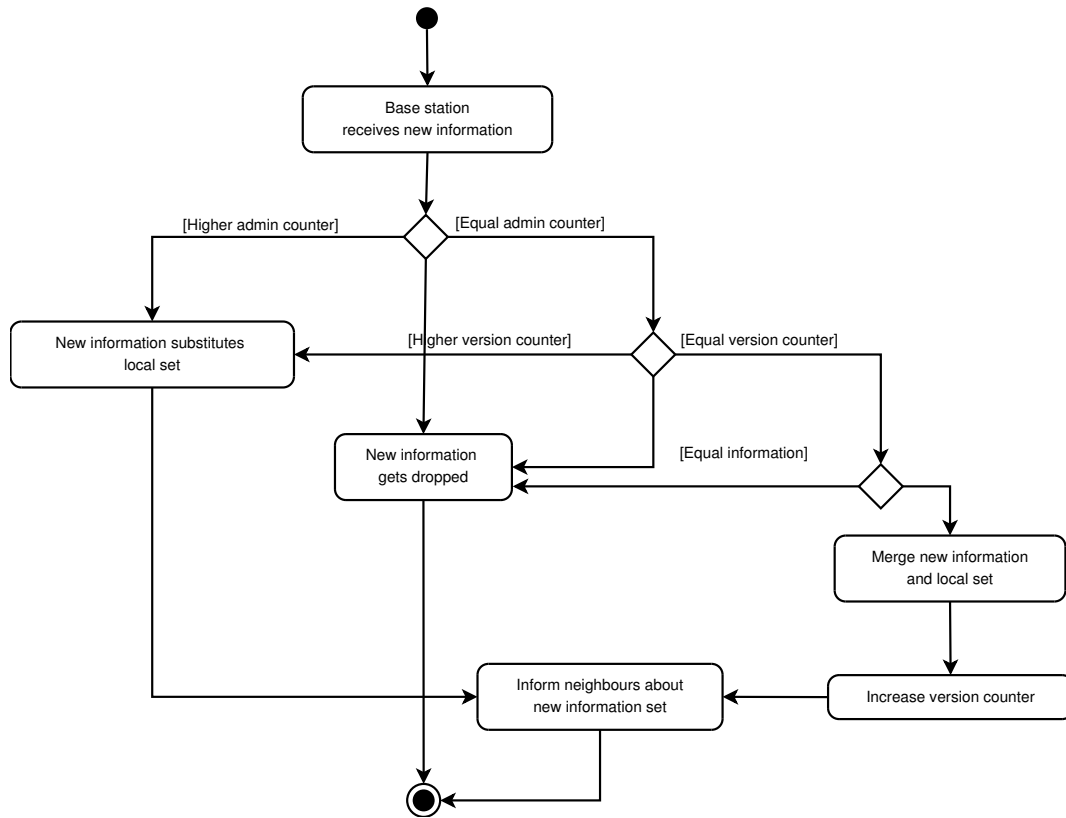 Base station
receives new information
[Higher admin counter]
[Equal admin counter]
New information substitutes
local set
[Higher version counter]
[Equal version counter]
New information
gets dropped
[Equal information]
Merge new information
and local set
Inform neighbours about
new information set
Increase version counter